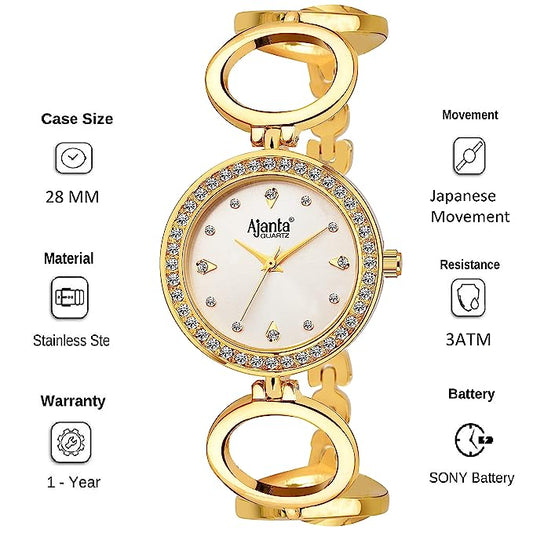 Case Size
28 MM
Material
Stainless Ste
Warranty
1 - Year
Ajanta®
QUARTZ
Movement
Japanese
Movement
Resistance
3ATM
Battery
SONY Battery